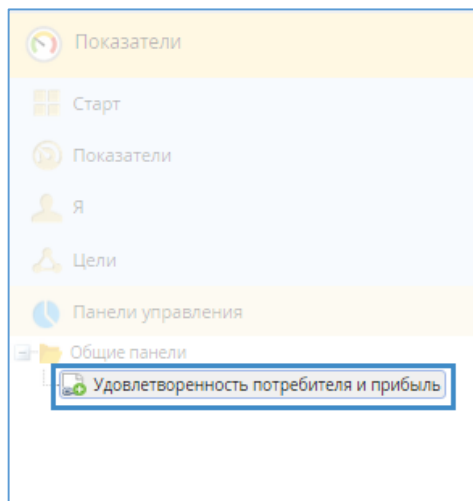 Показатели
Старт
Показатели
Я
Цели
Панели управления
Общие панели
Удовлетворенность потребителя и прибыль